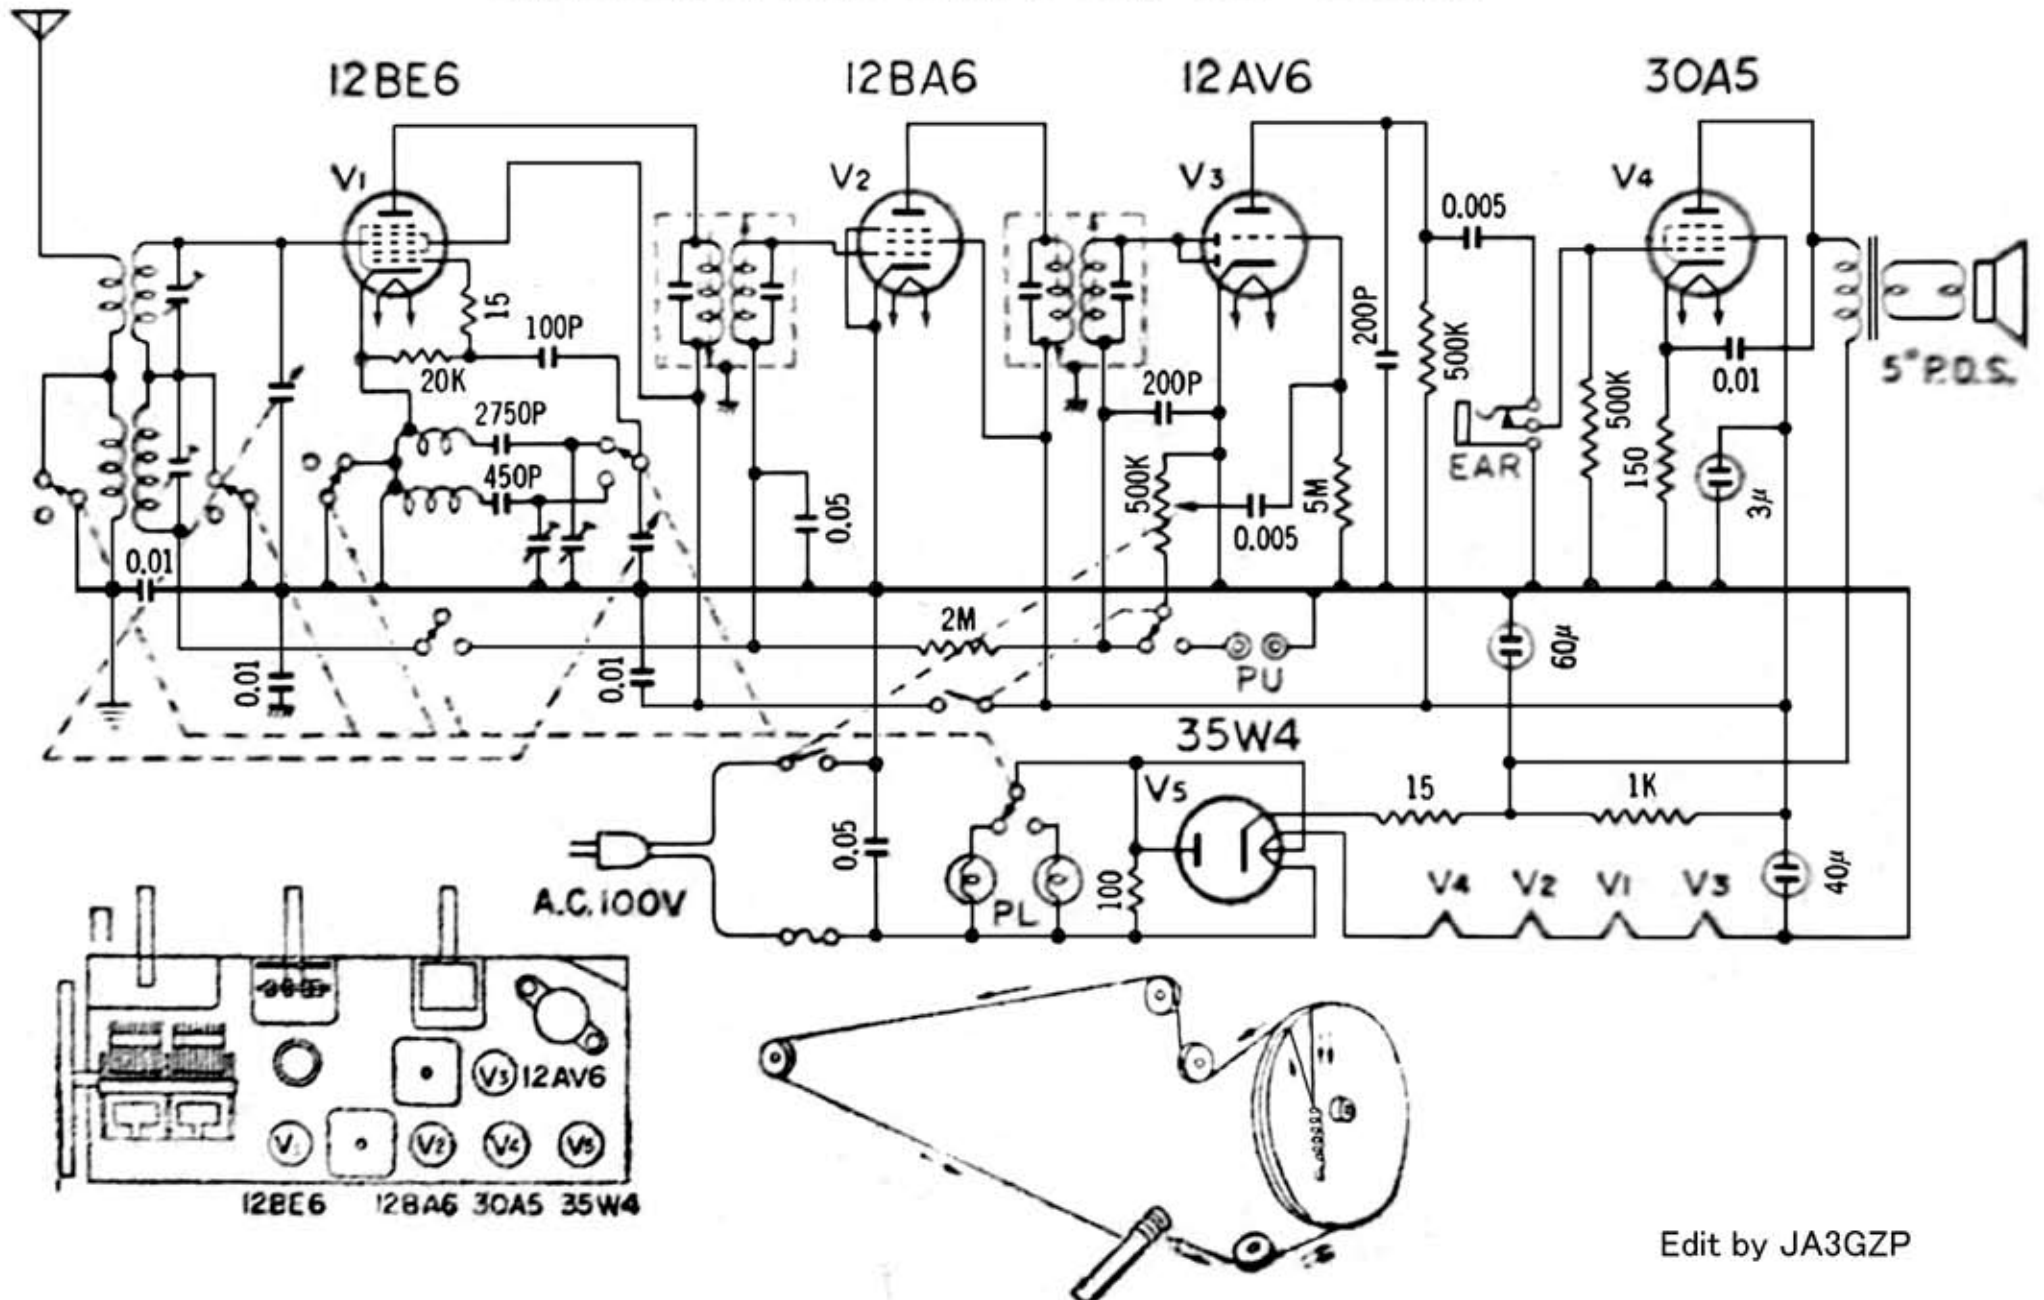 12BE6
12BA6
12AV6
30A5
V1
V2
V3
V4
15
100P
20K
2750P
450P
0.05
200P
200P
500K
0.005
5M
0.005
500K
EAR
500K
150
0.01
3μ
5" P.D.S.
0.01
0.01
0.01
2M
PU
60μ
35W4
V5
15
1K
0.05
A.C.100V
PL
100
V4 V2 V1 V3
40μ
V3 12AV6
V1 V2 V4 V5
12BE6 12BA6 30A5 35W4
Edit by JA3GZP